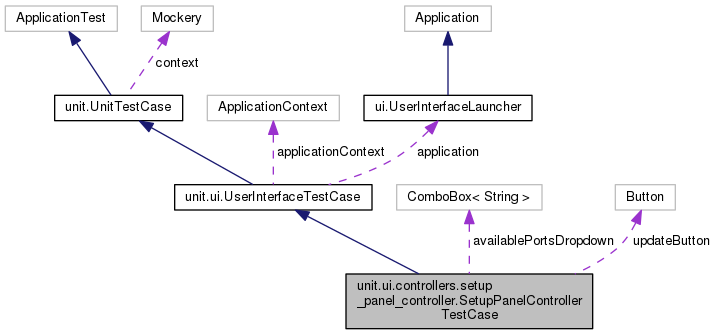 ApplicationTest
Mockery
Application
context
unit.UnitTestCase
ApplicationContext
ui.UserInterfaceLauncher
applicationContext
application
unit.ui.UserInterfaceTestCase
ComboBox< String >
Button
availablePortsDropdown
updateButton
unit.ui.controllers.setup
_panel_controller.SetupPanelController
TestCase